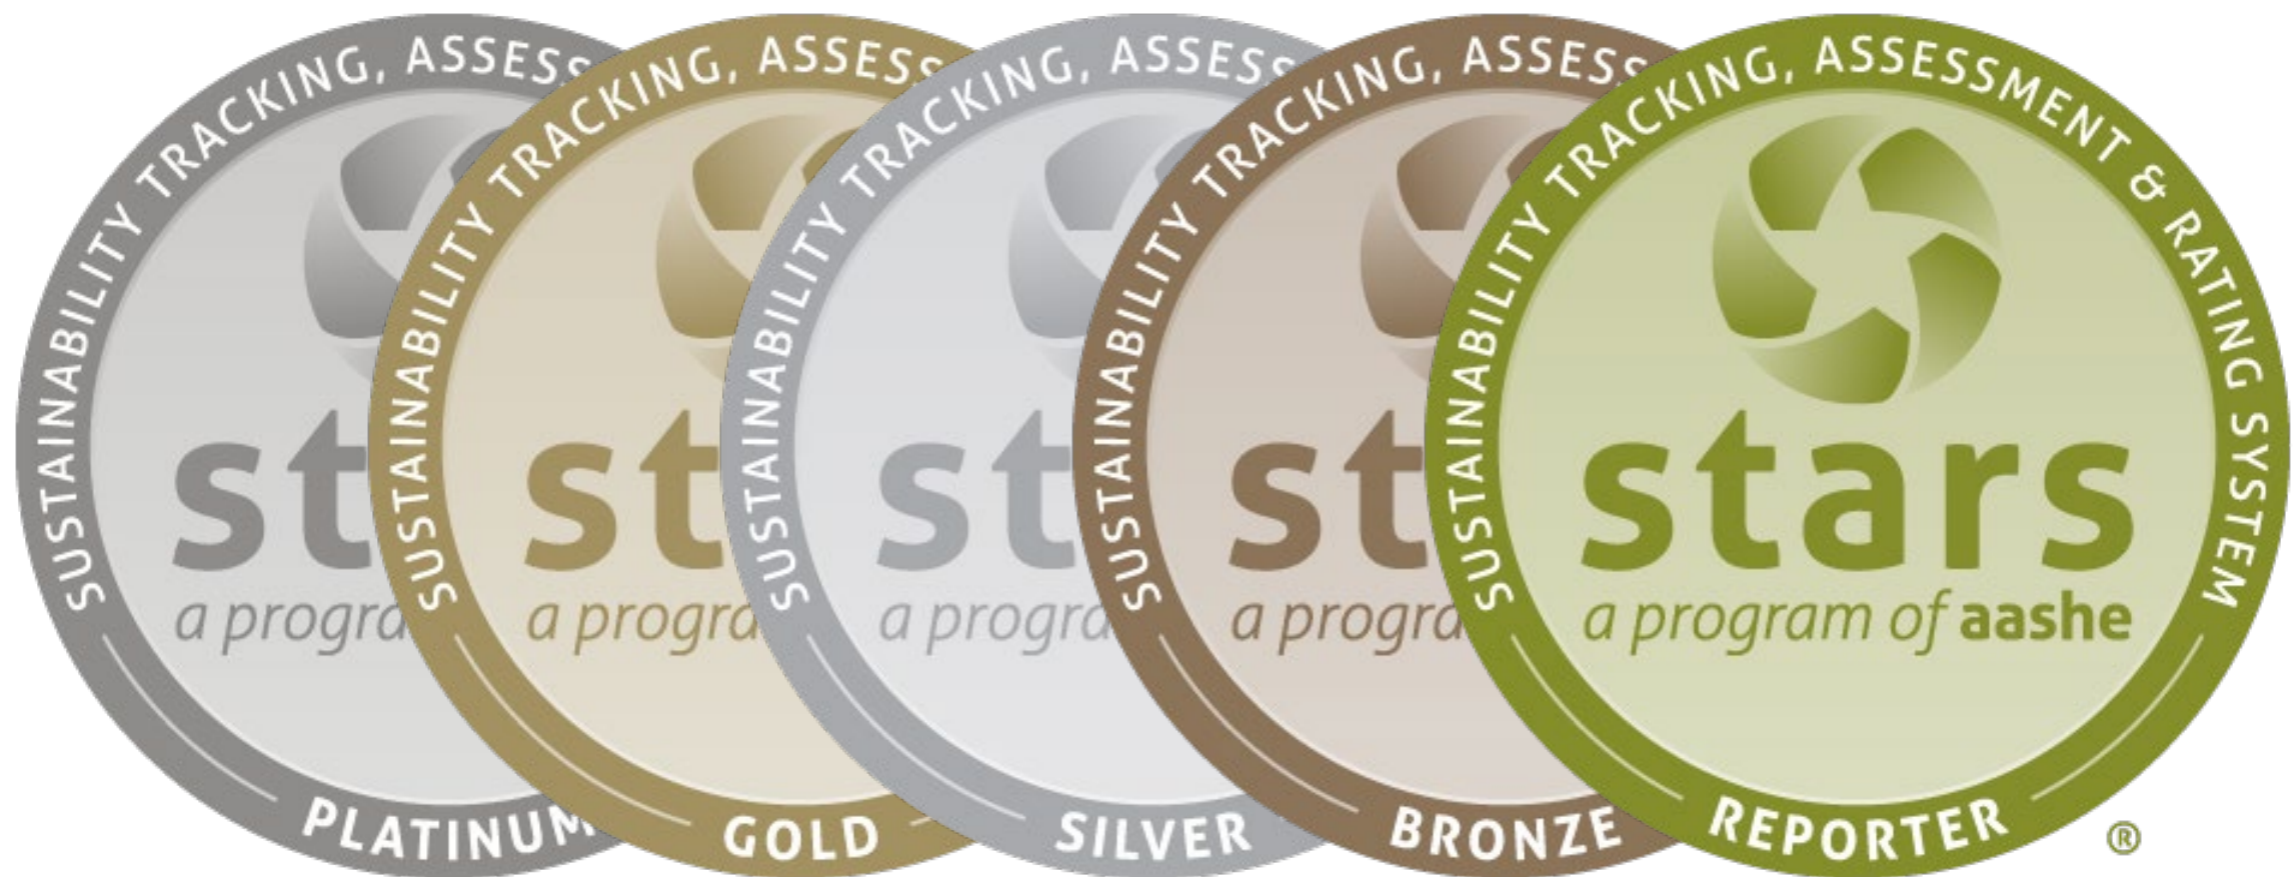 SUSTAINABILITY TRACKING, ASSESS
st
a progra
PLATINUM
SUSTAINABILITY TRACKING, ASSESS
st
a progra
GOLD
SUSTAINABILITY TRACKING, ASSESS
st
a progra
SILVER
SUSTAINABILITY TRACKING, ASSESS
st
a progra
BRONZE
SUSTAINABILITY TRACKING, ASSESSMENT & RATING SYSTEM
stars
a program of aashe
REPORTER
®